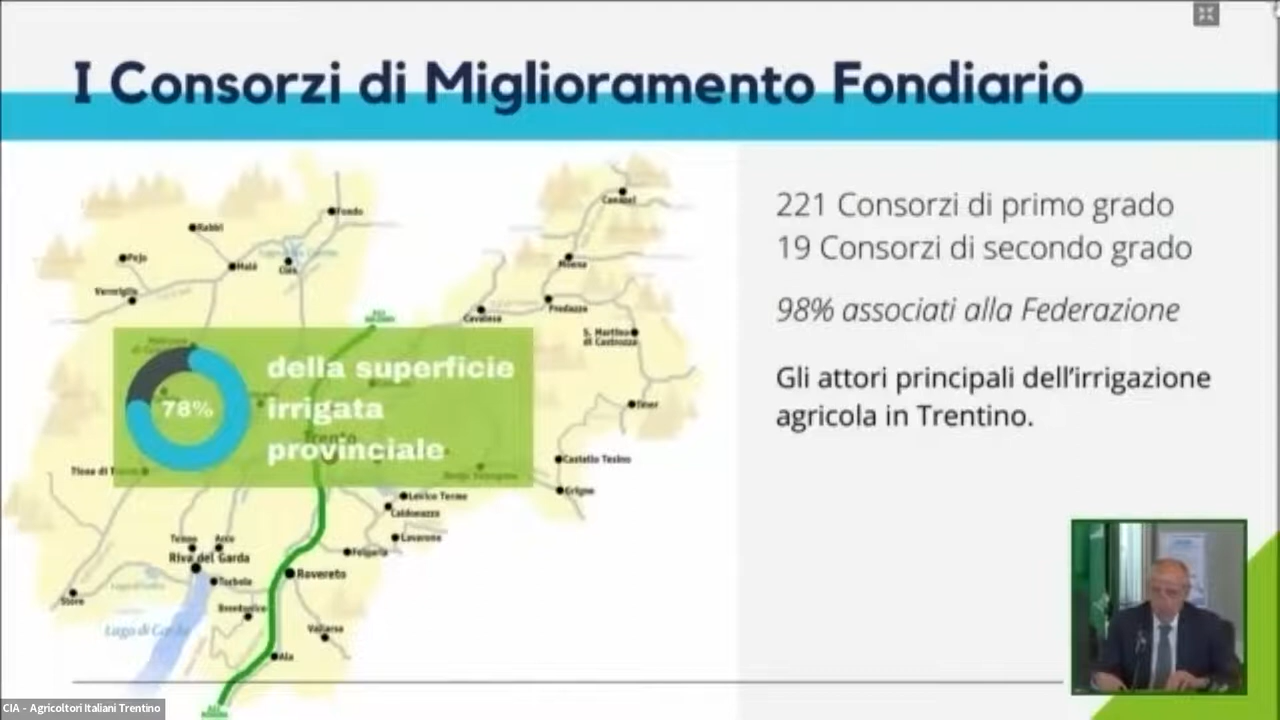 I Consorzi di Miglioramento Fondiario
221 Consorzi di primo grado
19 Consorzi di secondo grado
98% associati alla Federazione
Gli attori principali dell'irrigazione
agricola in Trentino.
78%
della superficie
irrigata
provinciale
Fondo
Rabbi
Pejo
Malé
Cles
Vermiglio
Canazei
Moena
Predazzo
Cavalese
S. Martino
di Castrozza
Imer
Castello Tesino
Grigno
Trento
Tione di
Levico Terme
Caldonazzo
Lavarone
Folgaria
Tenno
Arco
Riva del Garda
Torbole
Rovereto
Storo
Brentonico
Vallarsa
Lago di Garda
Ala
CIA - Agricoltori Italiani Trentino